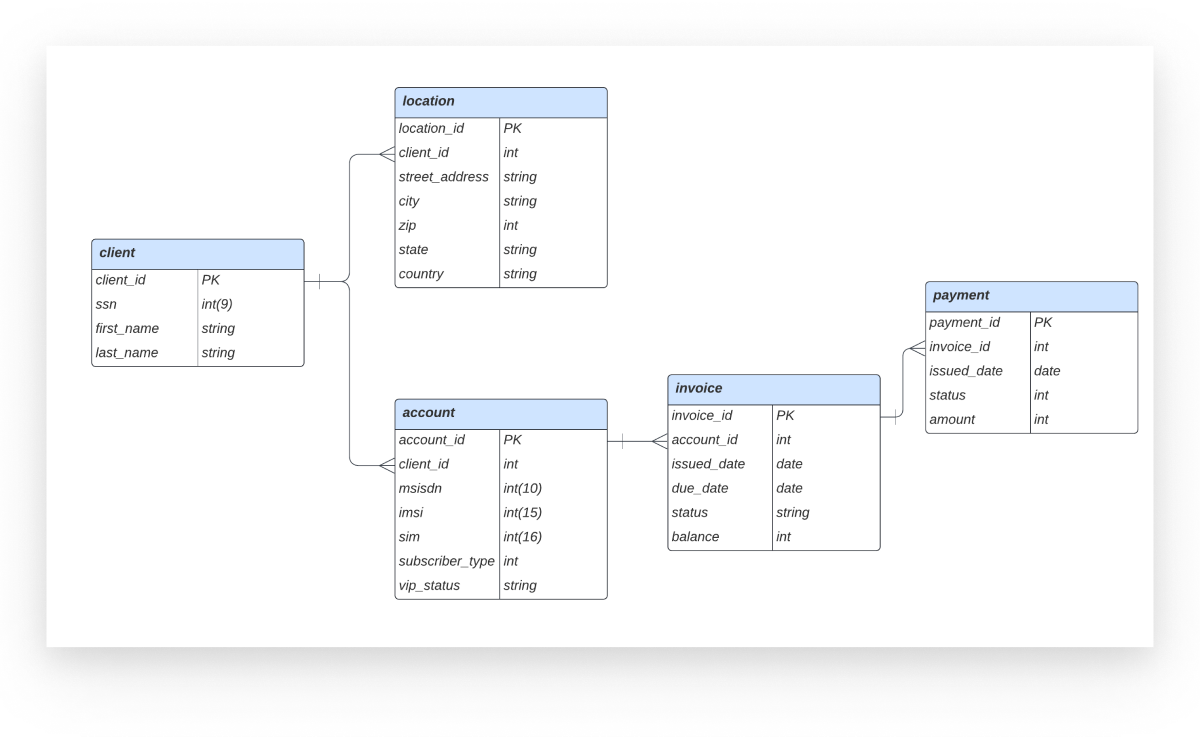 location
location_id PK
client_id int
street_address string
city string
zip int
state string
country string
client
client_id PK
ssn int(9)
first_name string
last_name string
account
account_id PK
client_id int
msisdn int(10)
imsi int(15)
sim int(16)
subscriber_type int
vip_status string
invoice
invoice_id PK
account_id int
issued_date date
due_date date
status string
balance int
payment
payment_id PK
invoice_id int
issued_date date
status int
amount int